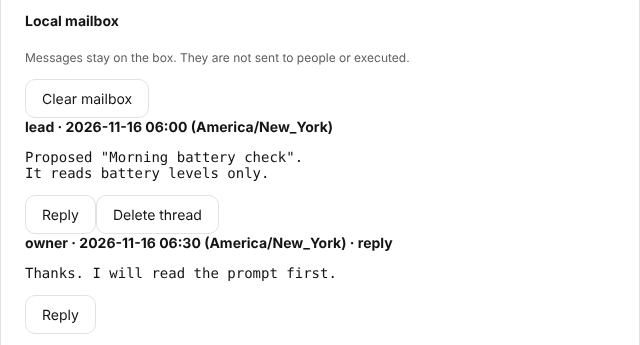 Local mailbox
Messages stay on the box. They are not sent to people or executed.
Clear mailbox
lead · 2026-11-16 06:00 (America/New_York)
Proposed "Morning battery check".
It reads battery levels only.
Reply Delete thread
owner · 2026-11-16 06:30 (America/New_York) · reply
Thanks. I will read the prompt first.
Reply